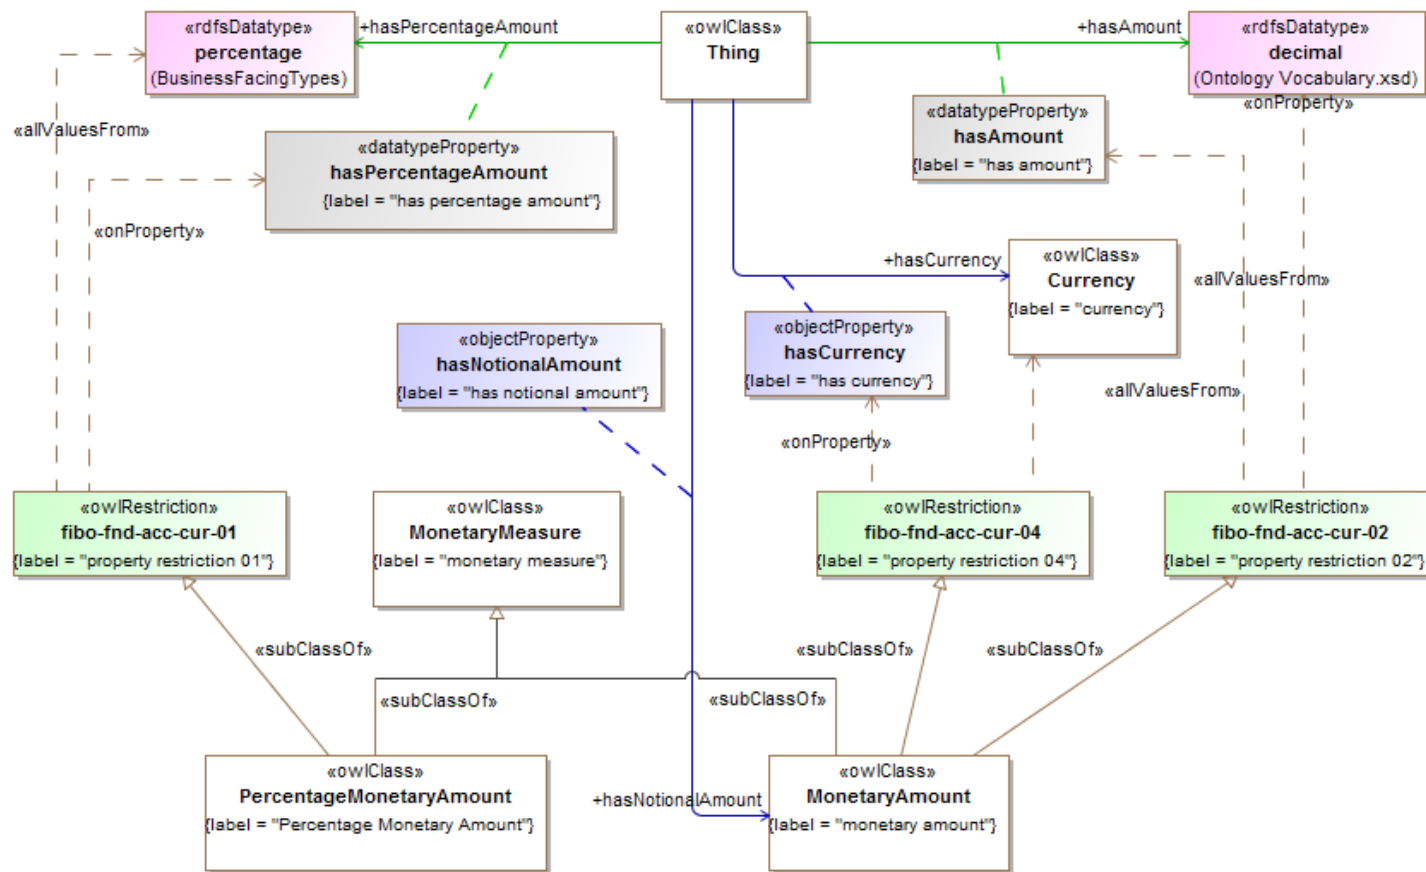 «rdfsDatatype»
percentage
(BusinessFacingTypes)
+hasPercentageAmount
«owlClass»
Thing
+hasAmount
«rdfsDatatype»
decimal
(Ontology Vocabulary.xsd)
«allValuesFrom»
«datatypeProperty»
hasPercentageAmount
{label = "has percentage amount"}
«datatypeProperty»
hasAmount
{label = "has amount"}
«onProperty»
«onProperty»
+hasCurrency
«owlClass»
Currency
{label = "currency"}
«allValuesFrom»
«objectProperty»
hasNotionalAmount
{label = "has notional amount"}
«objectProperty»
hasCurrency
{label = "has currency"}
«allValuesFrom»
«onProperty»
«owlRestriction»
fibo-fnd-acc-cur-01
{label = "property restriction 01"}
«owlClass»
MonetaryMeasure
{label = "monetary measure"}
«owlRestriction»
fibo-fnd-acc-cur-04
{label = "property restriction 04"}
«owlRestriction»
fibo-fnd-acc-cur-02
{label = "property restriction 02"}
«subClassOf»
«subClassOf»
«subClassOf»
«subClassOf»
«subClassOf»
«owlClass»
PercentageMonetaryAmount
{label = "Percentage Monetary Amount"}
+hasNotionalAmount
«owlClass»
MonetaryAmount
{label = "monetary amount"}